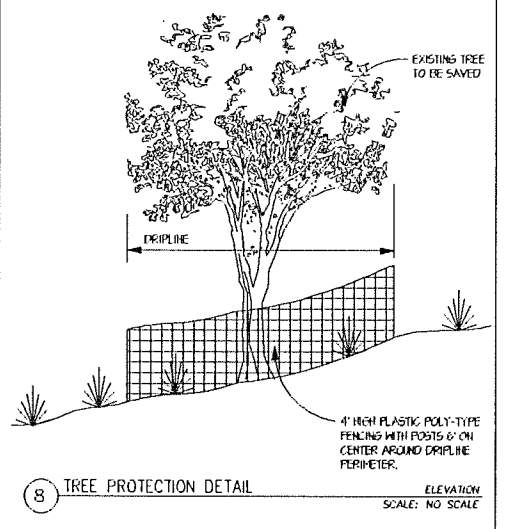 EXISTING TREE
TO BE SAVED
DRIPLINE
4' HIGH PLASTIC POLY-TYPE
FENCING WITH POSTS 6' ON
CENTER AROUND DRIPLINE
PERIMETER.
8 TREE PROTECTION DETAIL
ELEVATION
SCALE: NO SCALE